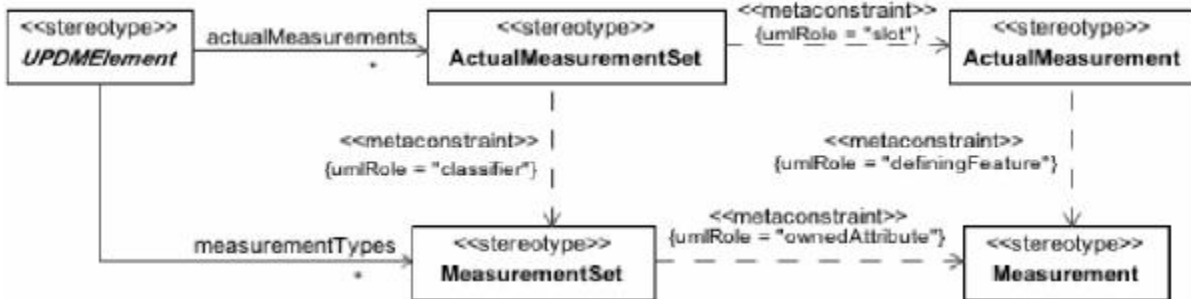 <<stereotype>>
UPDMElement
actualMeasurements
*
<<stereotype>>
ActualMeasurementSet
<<metaconstraint>>
{umlRole = "slot"}
<<stereotype>>
ActualMeasurement
<<metaconstraint>>
{umlRole = "classifier"}
<<metaconstraint>>
{umlRole = "definingFeature"}
measurementTypes
*
<<stereotype>>
MeasurementSet
<<metaconstraint>>
{umlRole = "ownedAttribute"}
<<stereotype>>
Measurement